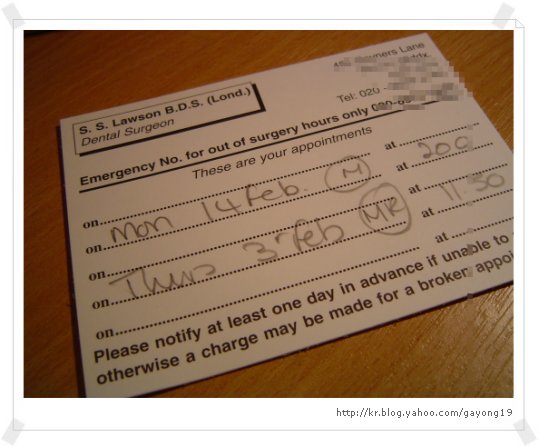 S. S. Lawson B.D.S. (Lond.)
Dental Surgeon
Lane
Tel: 020 -
Emergency No. for out of surgery hours only
These are your appointments
on at
on Mon 14 Feb. M at 200
on at
on Thurs 3rd Feb MR at 11.30
on at
Please notify at least one day in advance if unable to
otherwise a charge may be made for a broken
http://kr.blog.yahoo.com/gayong19